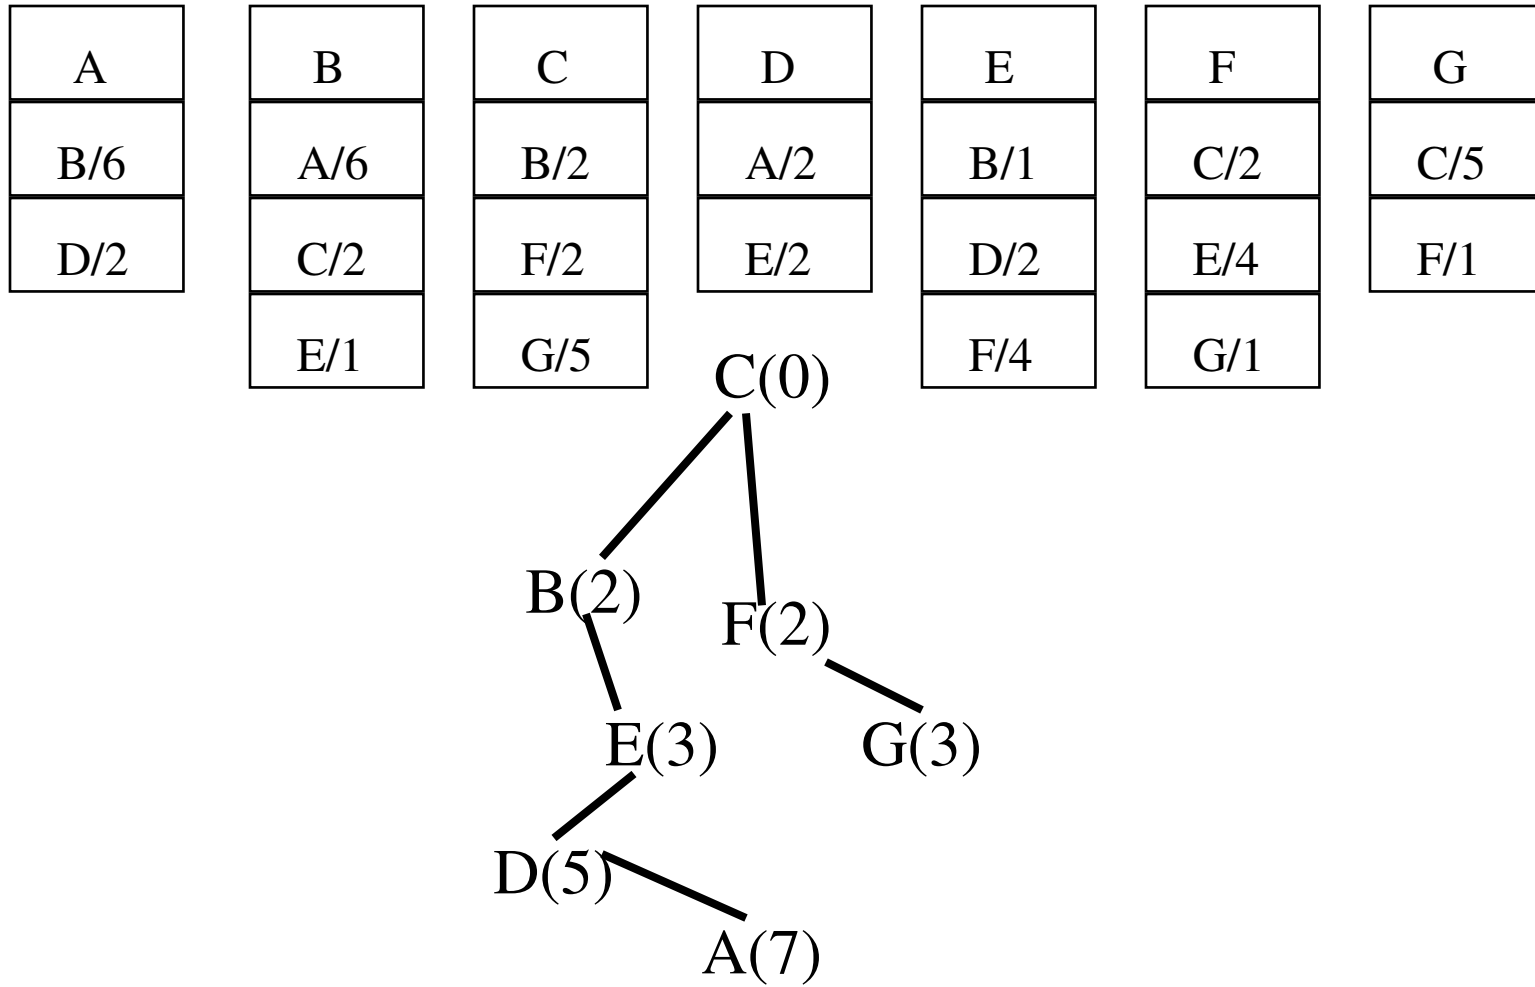 A B C D E F G
B/6 A/6 B/2 A/2 B/1 C/2 C/5
D/2 C/2 F/2 E/2 D/2 E/4 F/1
E/1 G/5 F/4 G/1
C(0)
B(2)
F(2)
E(3) G(3)
D(5)
A(7)